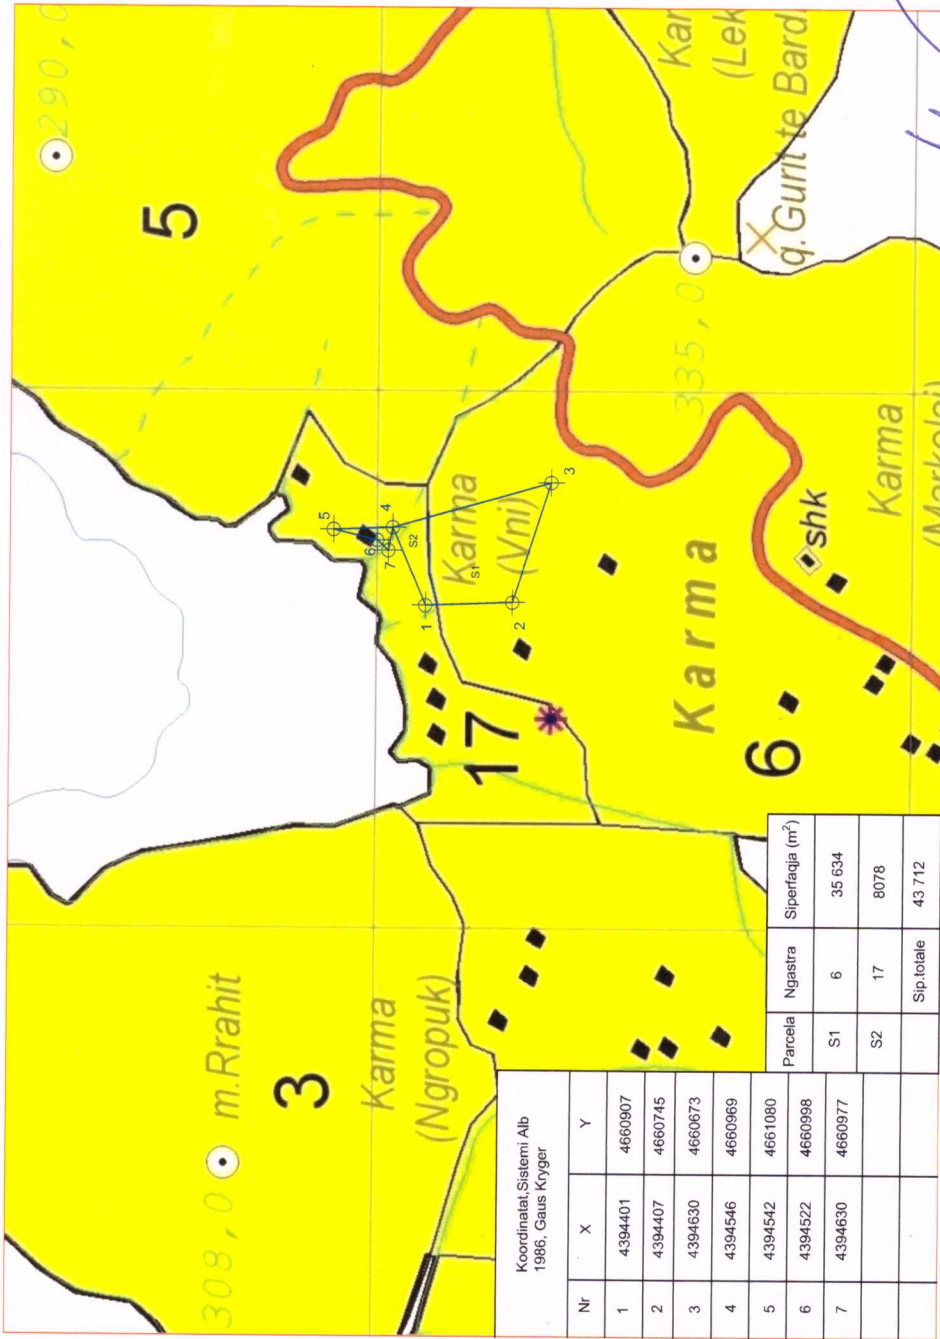 290,0
5
Kar
(Lek
q.Gurit te Bardh
335,0
5
4
6
7
S2
3
1
Karma
S1
(Vni)
2
shk
Karma
(Markolaj)
Karma
17
6
308,0 m.Rrahit
3
Karma
(Ngropuk)
Koordinatat,Sistemi Alb
1986, Gaus Kryger
Nr X Y
1 4394401 4660907
2 4394407 4660745
3 4394630 4660673
4 4394546 4660969
5 4394542 4661080
6 4394522 4660998
7 4394630 4660977
Parcela Ngastra Siperfaqja (m²)
S1 6 35 634
S2 17 8078
Sip.totale 43 712